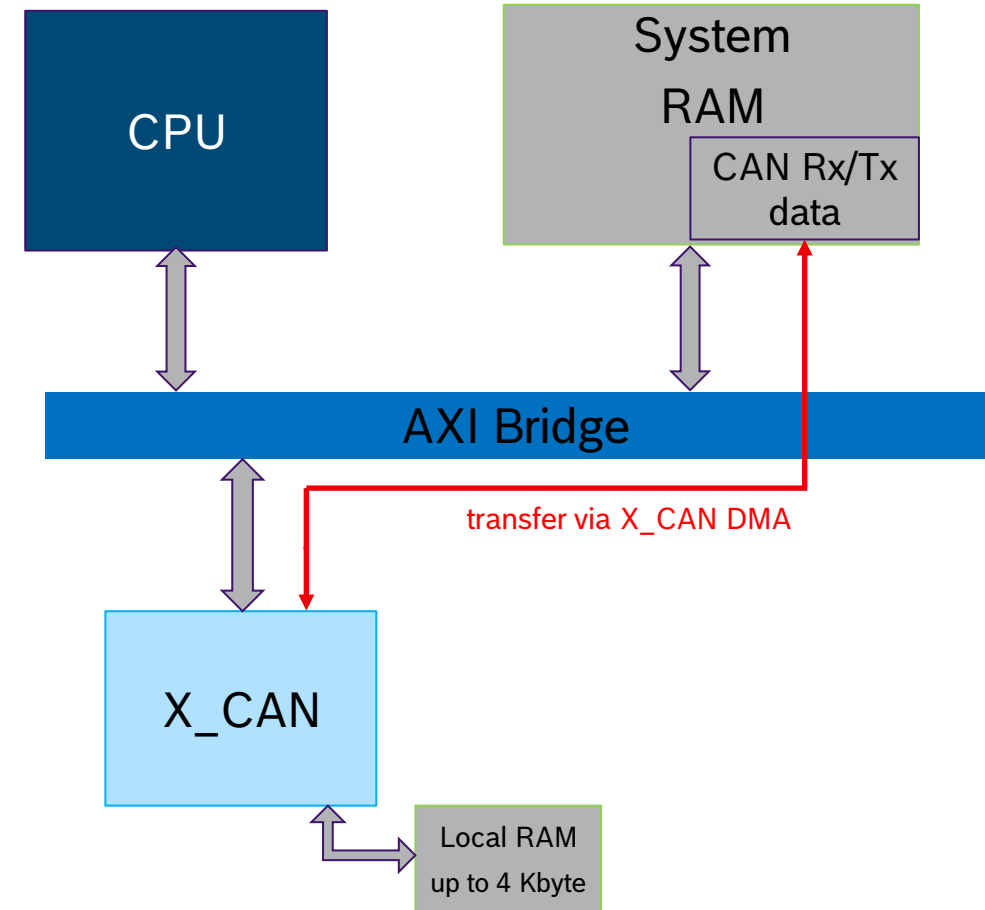 CPU
System
RAM
CAN Rx/Tx
data
AXI Bridge
transfer via X_CAN DMA
X_CAN
Local RAM
up to 4 Kbyte